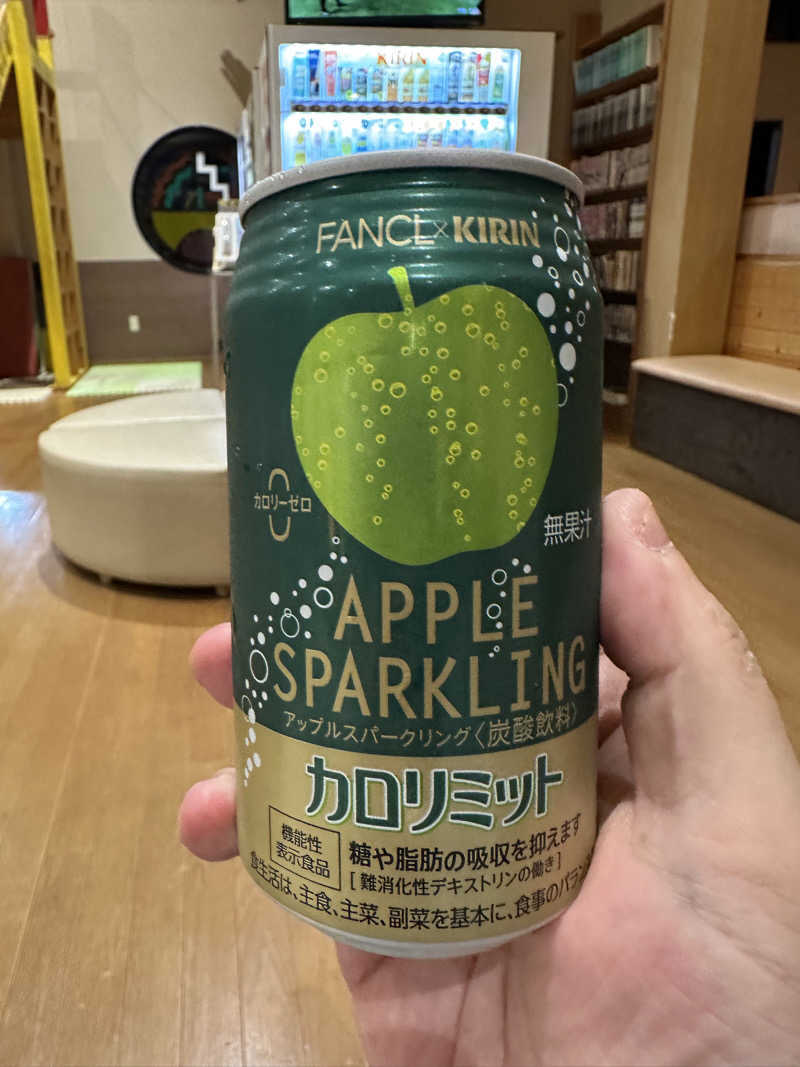 KIRIN
FANCL×KIRIN
カロリーゼロ
0
無果汁
APPLE
SPARKLING
アップルスパークリング〈炭酸飲料〉
カロリミット
機能性
表示食品
糖や脂肪の吸収を抑えます
[難消化性デキストリンの働き]
食生活は、主食、主菜、副菜を基本に、食事のバラン